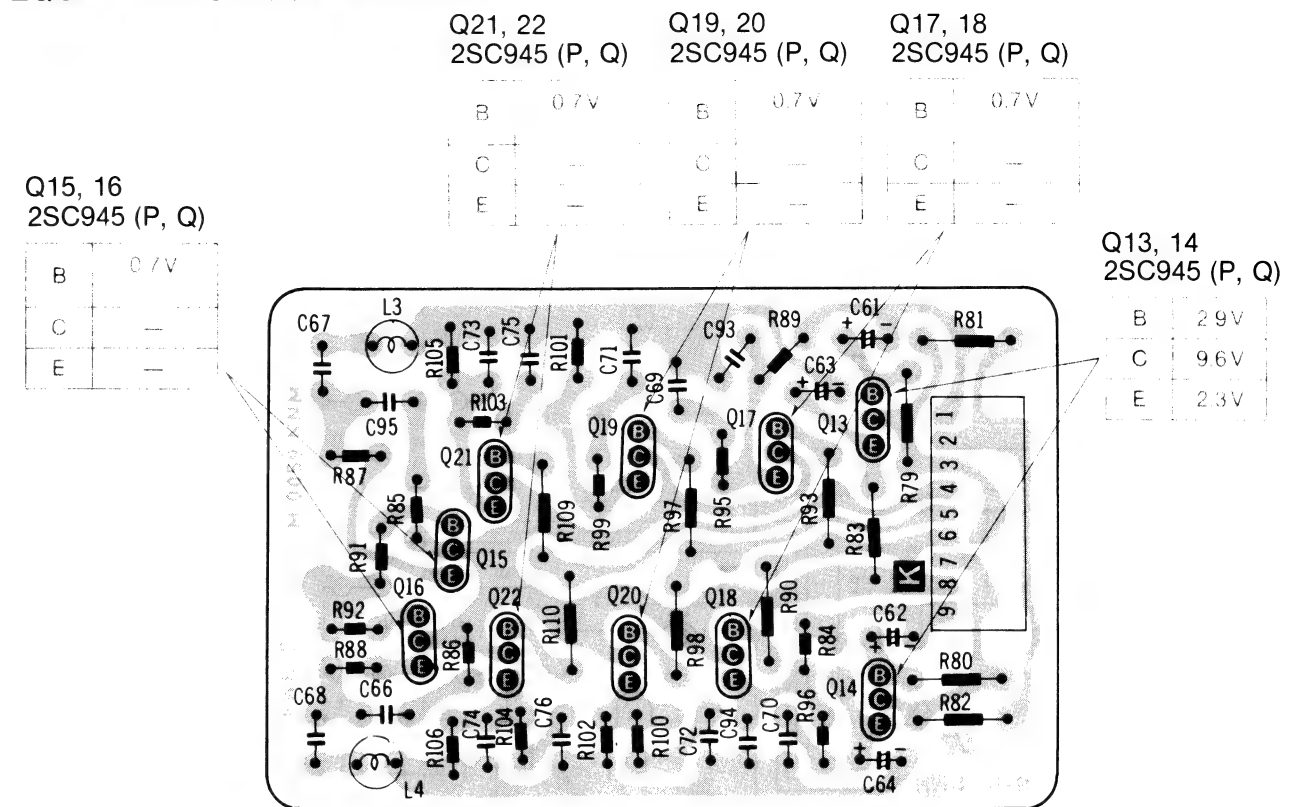 Q21, 22
2SC945 (P, Q)
B 0.7V
C —
E —
Q19, 20
2SC945 (P, Q)
B 0.7V
C —
E —
Q17, 18
2SC945 (P, Q)
B 0.7V
C —
E —
Q15, 16
2SC945 (P, Q)
B 0.7V
C —
E —
Q13, 14
2SC945 (P, Q)
B 2.9V
C 9.6V
E 2.3V
C67
L3
R105
C73
C75
R101
C71
C69
C93
R89
C61
+ -
R81
C63
+ -
C95
R103
Q21
B
C
E
Q19
B
C
E
Q17
B
C
E
Q13
B
C
E
R79
R87
R85
R109
R99
R97
R95
R93
R83
R91
B
C
E
Q15
1
2
3
4
5
6
7
8
9
K
Q16
B
C
E
Q22
B
C
E
R110
Q20
B
C
E
R98
Q18
B
C
E
R90
R84
C62
+ -
R92
R88
R86
Q14
B
C
E
R80
R82
C68
C66
L4
R106
C74
R104
C76
R102
R100
C72
C94
C70
R96
+ -
C64